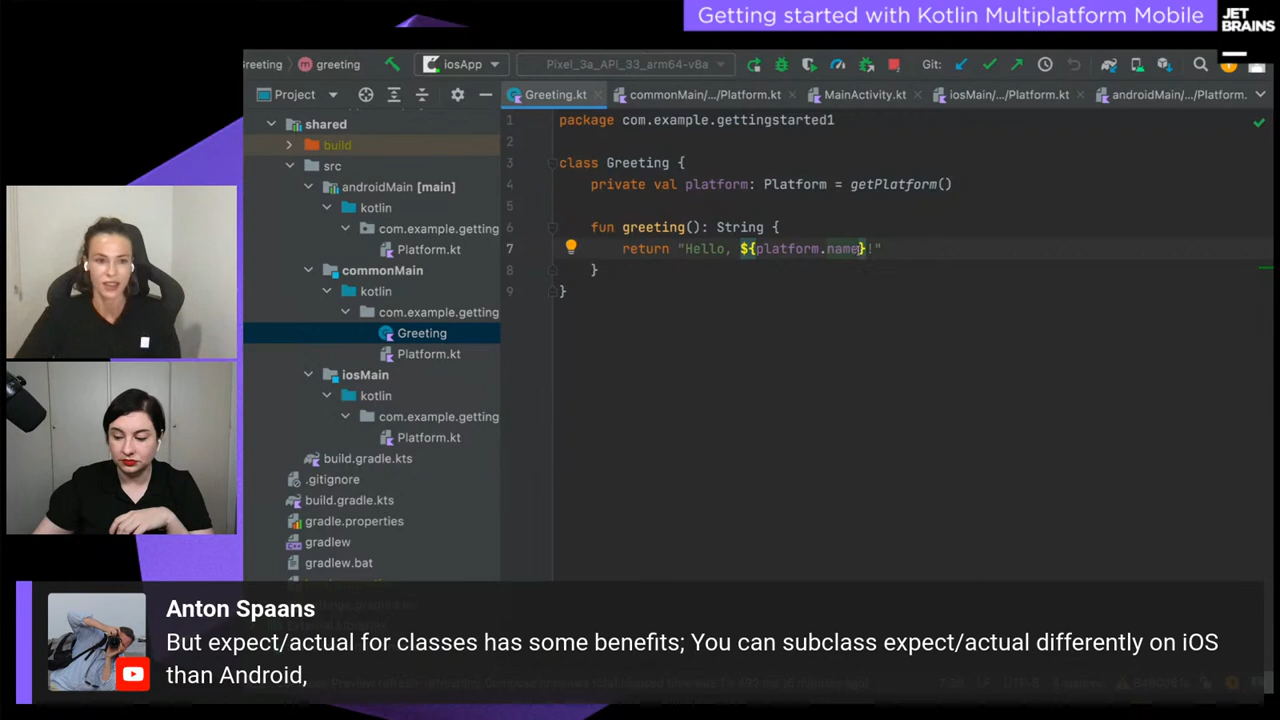 Getting started with Kotlin Multiplatform Mobile
JET
BRAINS
Greeting
greeting
iosApp
Pixel_3a_API_33_arm64-v8a
Git:
Project
Greeting.kt
commonMain/.../Platform.kt
MainActivity.kt
iosMain/.../Platform.kt
androidMain/.../Platform.
shared
build
src
androidMain [main]
kotlin
com.example.getting
Platform.kt
commonMain
kotlin
com.example.getting
Greeting
Platform.kt
iosMain
kotlin
com.example.getting
Platform.kt
build.gradle.kts
.gitignore
build.gradle.kts
gradle.properties
gradlew
gradlew.bat
1 package com.example.gettingstarted1
2
3 class Greeting {
4 private val platform: Platform = getPlatform()
5
6 fun greeting(): String {
7 return "Hello, ${platform.name}!"
8 }
9 }
Anton Spaans
But expect/actual for classes has some benefits; You can subclass expect/actual differently on iOS
than Android,